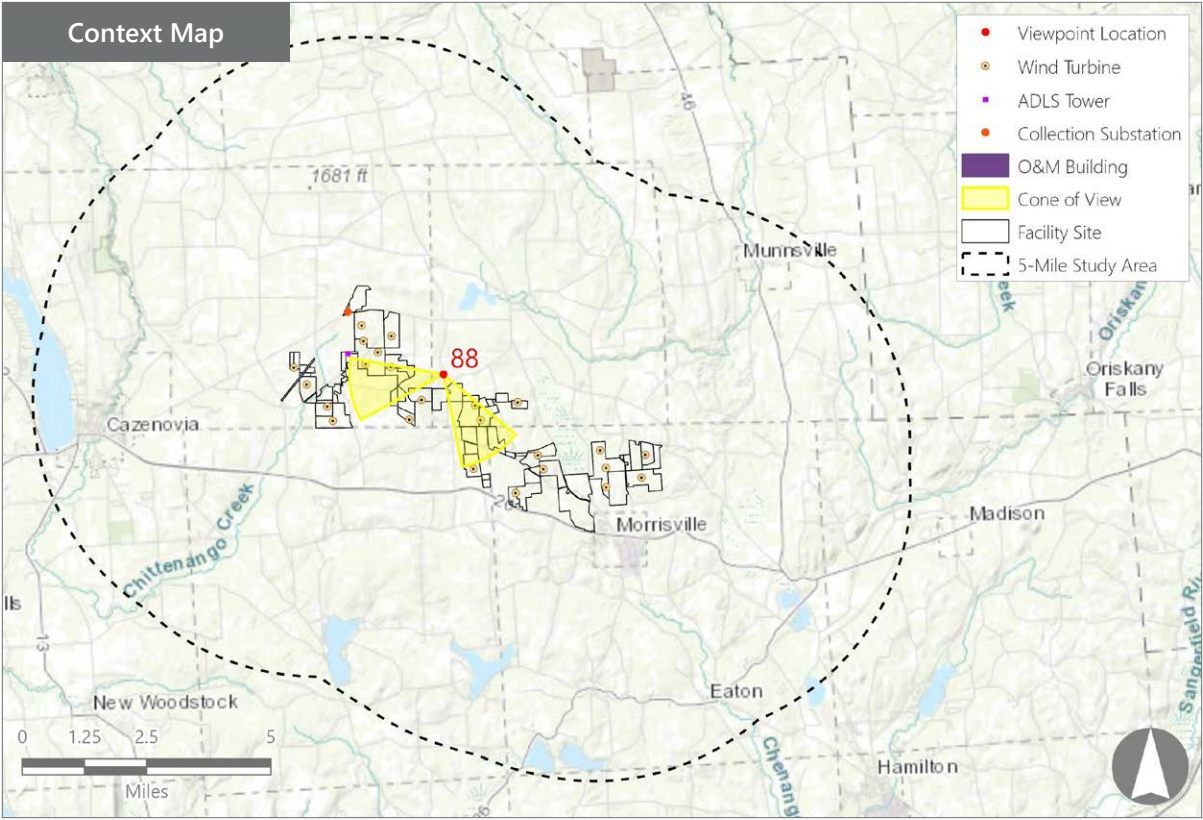 Context Map
Viewpoint Location
Wind Turbine
ADLS Tower
Collection Substation
O&M Building
Cone of View
Facility Site
5-Mile Study Area
46
1681 ft
Munnsville
Oriskany
Falls
88
Cazenovia
Morrisville
Madison
Chittenango Creek
lls
13
New Woodstock
Eaton
Hamilton
0 1.25 2.5 5
Miles